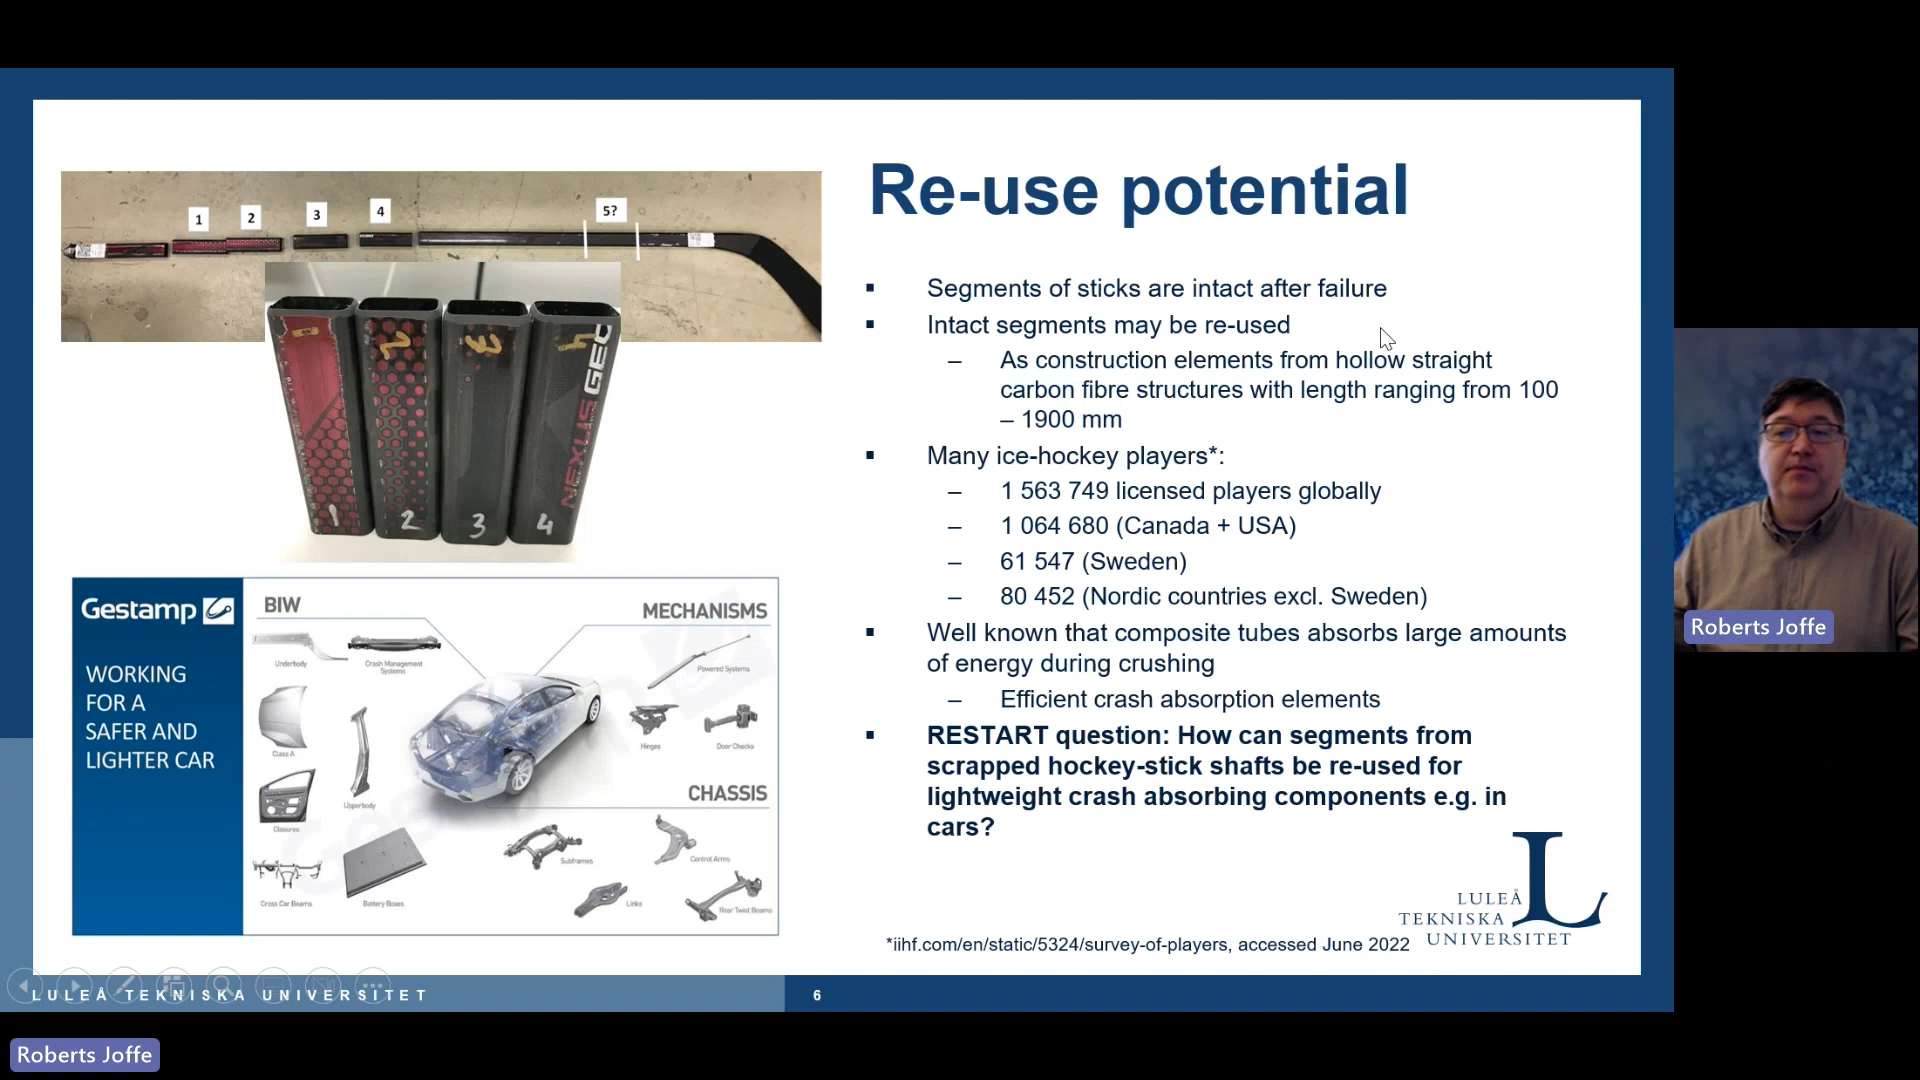 Re-use potential
1
2
3
4
5?
1
2
3
4
NEXUS GEO
▪ Segments of sticks are intact after failure
▪ Intact segments may be re-used
– As construction elements from hollow straight
carbon fibre structures with length ranging from 100
– 1900 mm
▪ Many ice-hockey players*:
– 1 563 749 licensed players globally
– 1 064 680 (Canada + USA)
– 61 547 (Sweden)
– 80 452 (Nordic countries excl. Sweden)
▪ Well known that composite tubes absorbs large amounts
of energy during crushing
– Efficient crash absorption elements
▪ RESTART question: How can segments from
scrapped hockey-stick shafts be re-used for
lightweight crash absorbing components e.g. in
cars?
Gestamp
WORKING
FOR A
SAFER AND
LIGHTER CAR
BIW
Underbody
Crash Management
Systems
Class A
Upperbody
Closures
Cross Car Beams
Battery Boxes
MECHANISMS
Powered Systems
Hinges
Door Checks
CHASSIS
Subframes
Control Arms
Links
Rear Twist Beams
LULEÅ
TEKNISKA
UNIVERSITET
*iihf.com/en/static/5324/survey-of-players, accessed June 2022
LULEÅ TEKNISKA UNIVERSITET
6
Roberts Joffe
Roberts Joffe